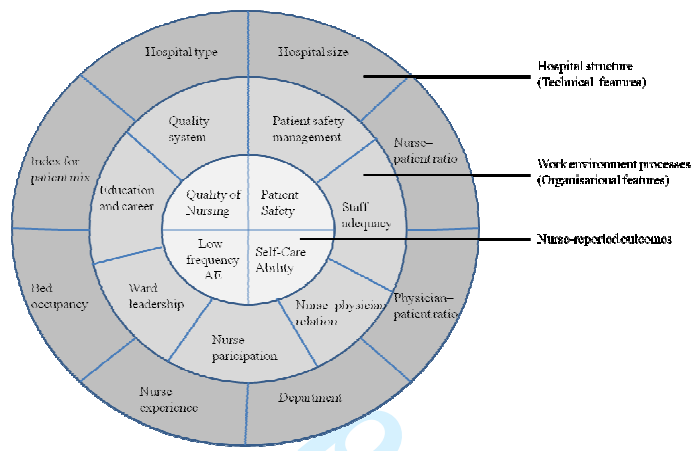 Hospital type
Hospital size
Hospital structure
(Technical features)
Quality
system
Patient safety
management
Nurse–
patient ratio
Index for
patient mix
Education
and career
Quality of
Nursing
Patient
Safety
Staff
adequacy
Work environment processes
(Organisational features)
Low
frequency
AE
Self-Care
Ability
Nurse-reported outcomes
Bed
occupancy
Ward
leadership
Nurse–physician
relation
Physician–
patient ratio
Nurse
paricipation
Nurse
experience
Department